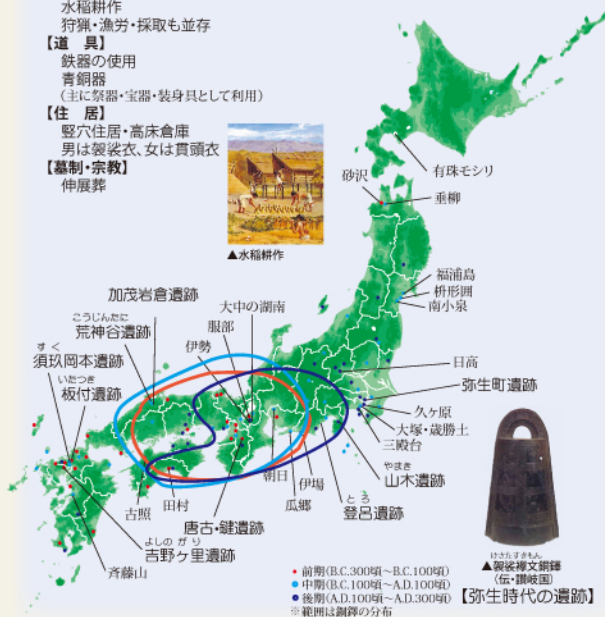 水稲耕作
狩猟・漁労・採取も並存
【道 具】
鉄器の使用
青銅器
(主に祭器・宝器・装身具として利用)
【住 居】
竪穴住居・高床倉庫
男は袈裟衣、女は貫頭衣
【墓制・宗教】
伸展葬
▲水稲耕作
有珠モシリ
砂沢
垂柳
福浦島
枡形囲
南小泉
加茂岩倉遺跡
大中の湖南
こうじんたに
荒神谷遺跡
服部
すく
須玖岡本遺跡
伊勢
日高
いたつき
板付遺跡
弥生町遺跡
久ヶ原
大塚・歳勝土
三殿台
やまき
山木遺跡
朝日
伊場
瓜郷
とろ
登呂遺跡
古照
田村
唐古・鍵遺跡
よしのがり
吉野ヶ里遺跡
斉藤山
けさたすきもん
▲袈裟襷文銅鐸
(伝・讃岐国)
・前期(B.C.300頃〜B.C.100頃)
●中期(B.C.100頃〜A.D.100頃)
●後期(A.D.100頃〜A.D.300頃)
※範囲は銅鐸の分布
【弥生時代の遺跡】